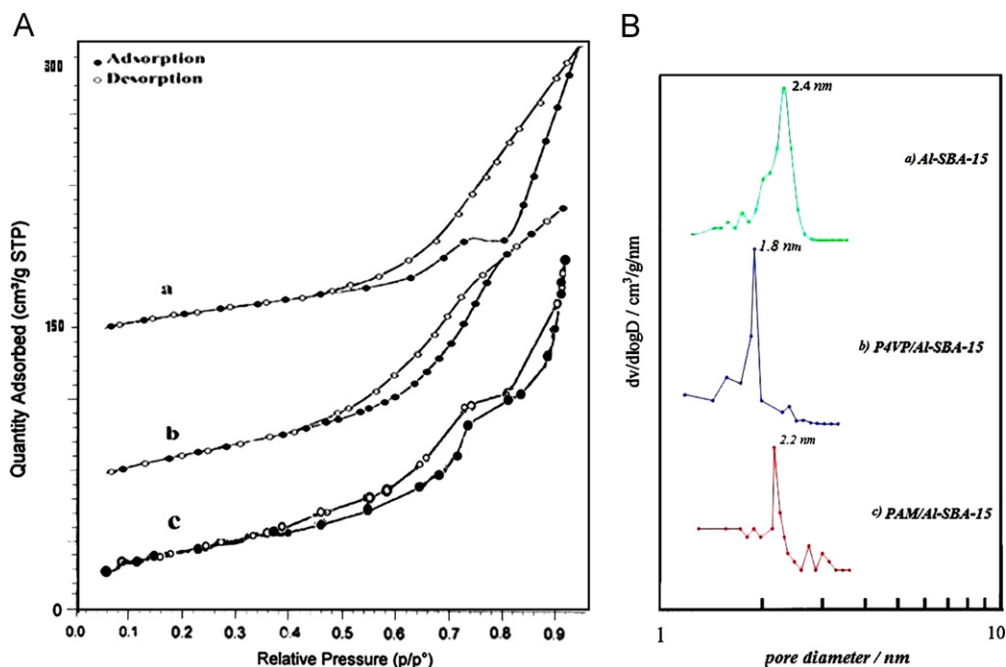 A
Quantity Adsorbed (cm³/g STP)
300
150
0
● Adsorption
○ Desorption
a
b
c
0.0 0.1 0.2 0.3 0.4 0.5 0.6 0.7 0.8 0.9
Relative Pressure (p/p°)
B
dv/dlogD / cm³/g/nm
2.4 nm
a) Al-SBA-15
1.8 nm
b) P4VP/Al-SBA-15
2.2 nm
c) PAM/Al-SBA-15
1 2 3 10
pore diameter / nm